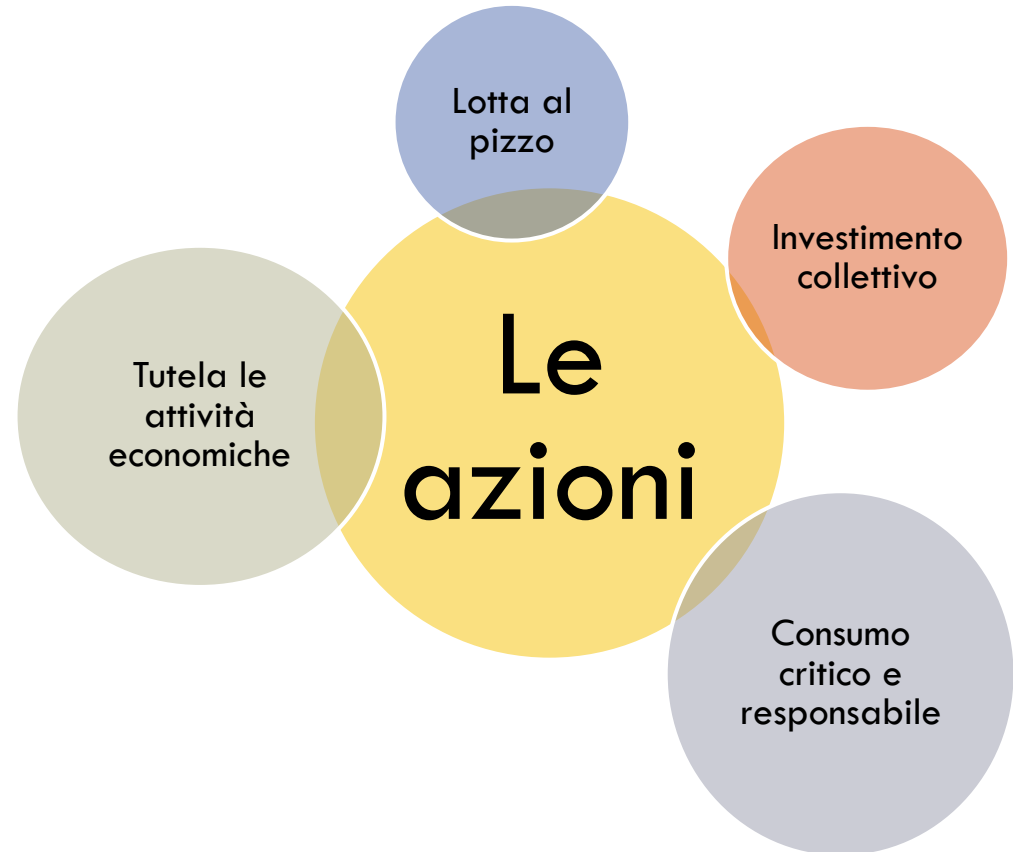 Lotta al
pizzo
Investimento
collettivo
Le
azioni
Tutela le
attività
economiche
Consumo
critico e
responsabile